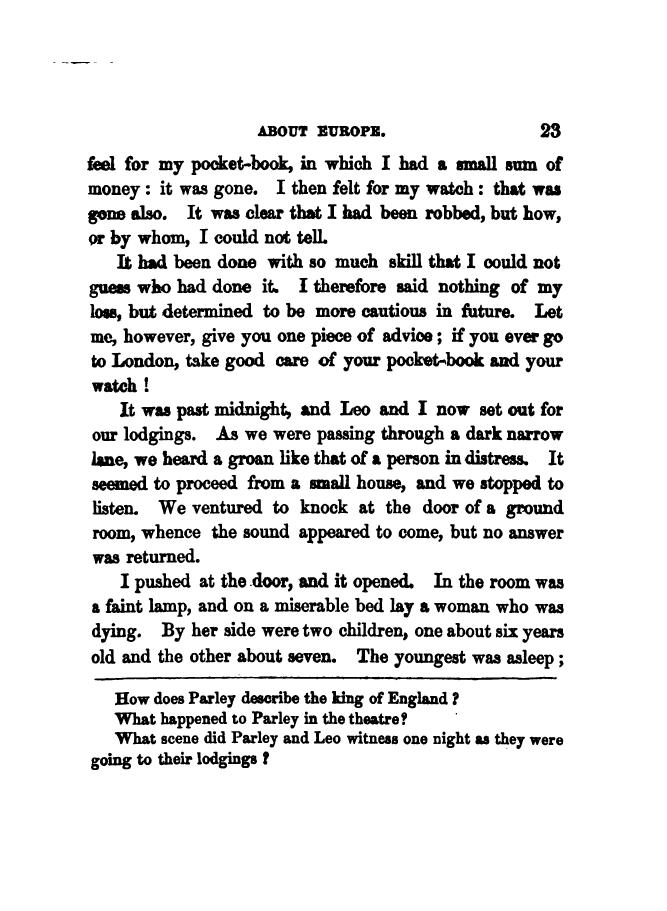 ABOUT EUROPE. 23
feel for my pocket-book, in which I had a small sum of
money : it was gone. I then felt for my watch : that was
gone also. It was clear that I had been robbed, but how,
or by whom, I could not tell.
It had been done with so much skill that I could not
guess who had done it. I therefore said nothing of my
loss, but determined to be more cautious in future. Let
me, however, give you one piece of advice ; if you ever go
to London, take good care of your pocket-book and your
watch !
It was past midnight, and Leo and I now set out for
our lodgings. As we were passing through a dark narrow
lane, we heard a groan like that of a person in distress. It
seemed to proceed from a small house, and we stopped to
listen. We ventured to knock at the door of a ground
room, whence the sound appeared to come, but no answer
was returned.
I pushed at the door, and it opened. In the room was
a faint lamp, and on a miserable bed lay a woman who was
dying. By her side were two children, one about six years
old and the other about seven. The youngest was asleep ;
How does Parley describe the king of England ?
What happened to Parley in the theatre?
What scene did Parley and Leo witness one night as they were
going to their lodgings ?